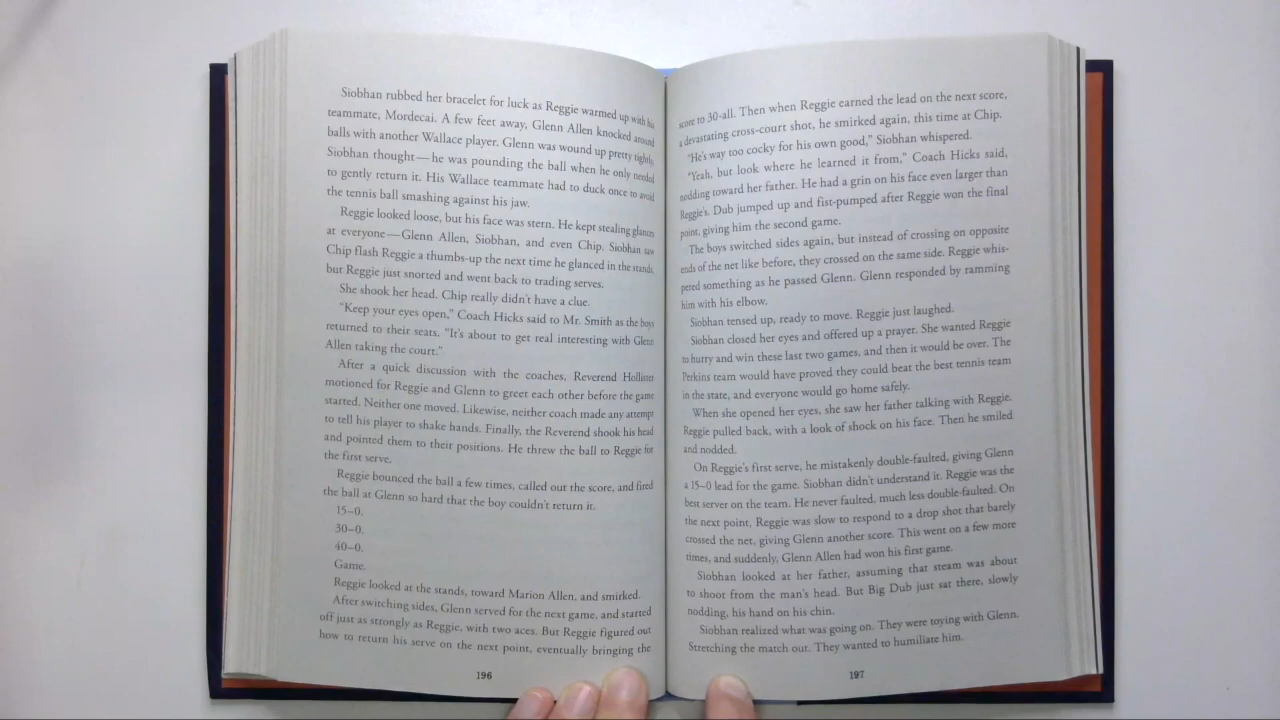 Siobhan rubbed her bracelet for luck as Reggie warmed up with his
teammate, Mordecai. A few feet away, Glenn Allen knocked around
balls with another Wallace player. Glenn was wound up pretty tightly,
Siobhan thought—he was pounding the ball when he only needed
to gently return it. His Wallace teammate had to duck once to avoid
the tennis ball smashing against his jaw.
Reggie looked loose, but his face was stern. He kept stealing glances
at everyone—Glenn Allen, Siobhan, and even Chip. Siobhan saw
Chip flash Reggie a thumbs-up the next time he glanced in the stands,
but Reggie just snorted and went back to trading serves.
She shook her head. Chip really didn't have a clue.
"Keep your eyes open," Coach Hicks said to Mr. Smith as the boys
returned to their seats. "It's about to get real interesting with Glenn
Allen taking the court."
After a quick discussion with the coaches, Reverend Hollister
motioned for Reggie and Glenn to greet each other before the game
started. Neither one moved. Likewise, neither coach made any attempt
to tell his player to shake hands. Finally, the Reverend shook his head
and pointed them to their positions. He threw the ball to Reggie for
the first serve.
Reggie bounced the ball a few times, called out the score, and fired
the ball at Glenn so hard that the boy couldn't return it.
15–0.
30–0.
40–0.
Game.
Reggie looked at the stands, toward Marion Allen, and smirked.
After switching sides, Glenn served for the next game, and started
off just as strongly as Reggie, with two aces. But Reggie figured out
how to return his serve on the next point, eventually bringing the
196
score to 30-all. Then when Reggie earned the lead on the next score,
a devastating cross-court shot, he smirked again, this time at Chip.
"He's way too cocky for his own good," Siobhan whispered.
"Yeah, but look where he learned it from," Coach Hicks said,
nodding toward her father. He had a grin on his face even larger than
Reggie's. Dub jumped up and fist-pumped after Reggie won the final
point, giving him the second game.
The boys switched sides again, but instead of crossing on opposite
ends of the net like before, they crossed on the same side. Reggie whis-
pered something as he passed Glenn. Glenn responded by ramming
him with his elbow.
Siobhan tensed up, ready to move. Reggie just laughed.
Siobhan closed her eyes and offered up a prayer. She wanted Reggie
to hurry and win these last two games, and then it would be over. The
Perkins team would have proved they could beat the best tennis team
in the state, and everyone would go home safely.
When she opened her eyes, she saw her father talking with Reggie.
Reggie pulled back, with a look of shock on his face. Then he smiled
and nodded.
On Reggie's first serve, he mistakenly double-faulted, giving Glenn
a 15–0 lead for the game. Siobhan didn't understand it. Reggie was the
best server on the team. He never faulted, much less double-faulted. On
the next point, Reggie was slow to respond to a drop shot that barely
crossed the net, giving Glenn another score. This went on a few more
times, and suddenly, Glenn Allen had won his first game.
Siobhan looked at her father, assuming that steam was about
to shoot from the man's head. But Big Dub just sat there, slowly
nodding, his hand on his chin.
Siobhan realized what was going on. They were toying with Glenn.
Stretching the match out. They wanted to humiliate him.
197